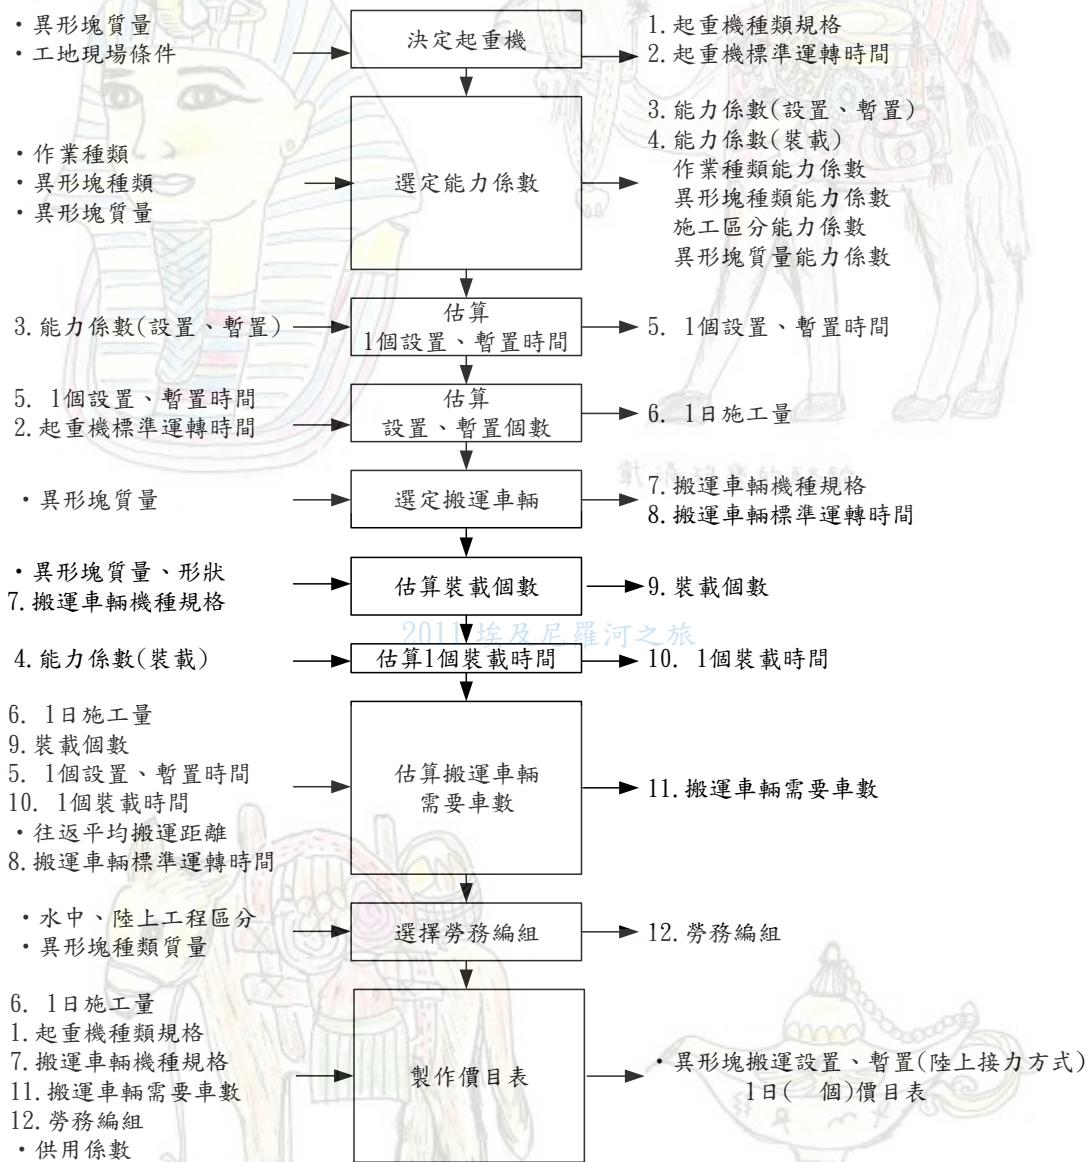 ・異形塊質量
・工地現場條件
決定起重機
1.起重機種類規格
2.起重機標準運轉時間
・作業種類
・異形塊種類
・異形塊質量
選定能力係數
3.能力係數(設置、暫置)
4.能力係數(裝載)
作業種類能力係數
異形塊種類能力係數
施工區分能力係數
異形塊質量能力係數
3.能力係數(設置、暫置)
估算
1個設置、暫置時間
5. 1個設置、暫置時間
5. 1個設置、暫置時間
2.起重機標準運轉時間
估算
設置、暫置個數
6. 1日施工量
・異形塊質量
選定搬運車輛
7.搬運車輛機種規格
8.搬運車輛標準運轉時間
・異形塊質量、形狀
7.搬運車輛機種規格
估算裝載個數
9.裝載個數
2011 埃及尼羅河之旅
4.能力係數(裝載)
估算1個裝載時間
10. 1個裝載時間
6. 1日施工量
9.裝載個數
5. 1個設置、暫置時間
10. 1個裝載時間
・往返平均搬運距離
8.搬運車輛標準運轉時間
估算搬運車輛
需要車數
11.搬運車輛需要車數
・水中、陸上工程區分
・異形塊種類質量
選擇勞務編組
12.勞務編組
6. 1日施工量
1.起重機種類規格
7.搬運車輛機種規格
11.搬運車輛需要車數
12.勞務編組
・供用係數
製作價目表
・異形塊搬運設置、暫置(陸上接力方式)
1日(　個)價目表